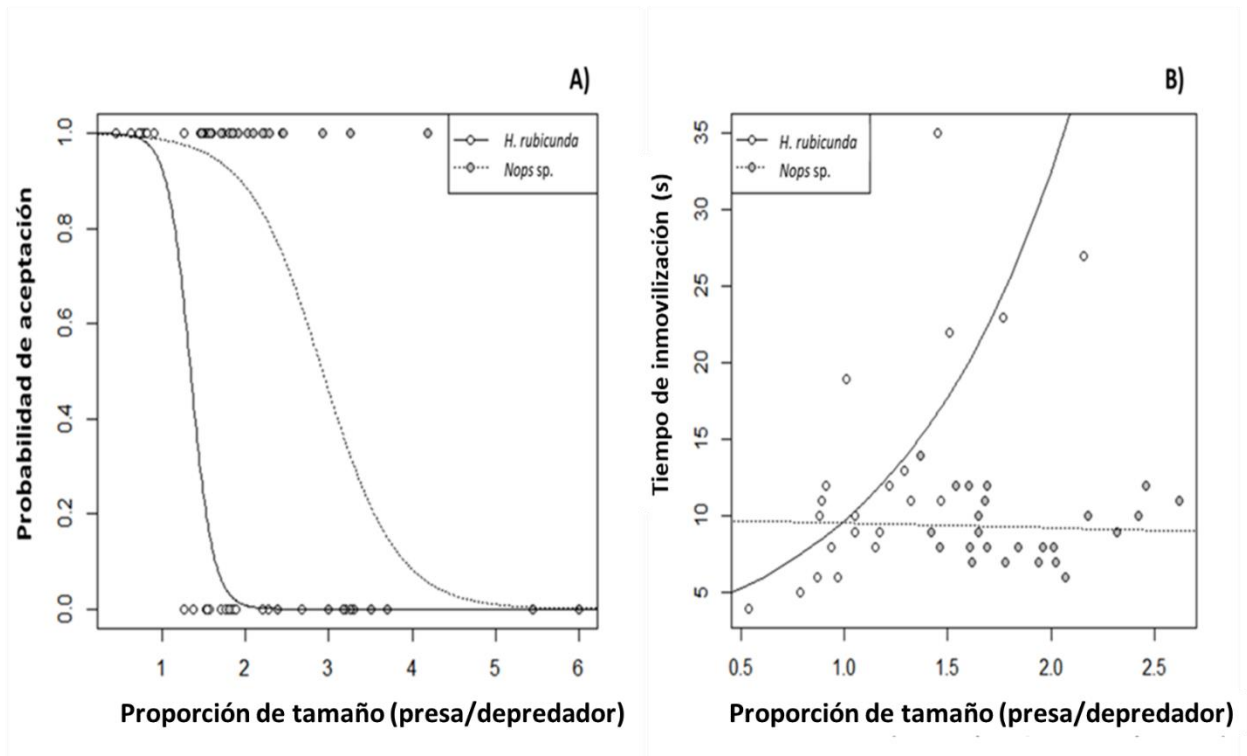 A)
H. rubicunda
Nops sp.
Probabilidad de aceptación
1.0
0.8
0.6
0.4
0.2
0.0
1 2 3 4 5 6
Proporción de tamaño (presa/depredador)
B)
H. rubicunda
Nops sp.
Tiempo de inmovilización (s)
35
30
25
20
15
10
5
0.5 1.0 1.5 2.0 2.5
Proporción de tamaño (presa/depredador)